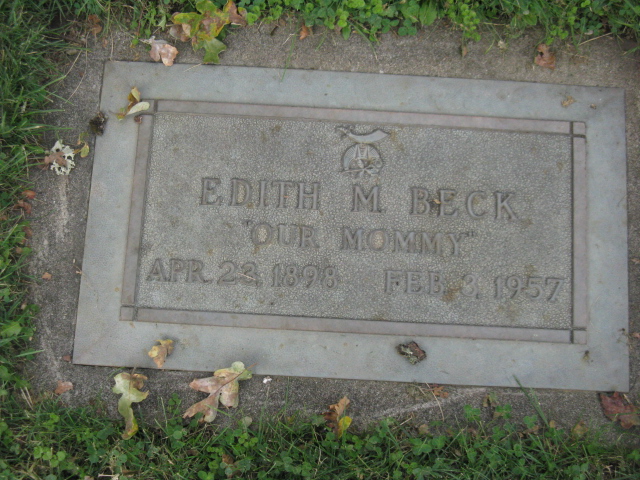 EDITH M. BECK
"OUR MOMMY"
APR. 23, 1898 FEB. 3, 1957